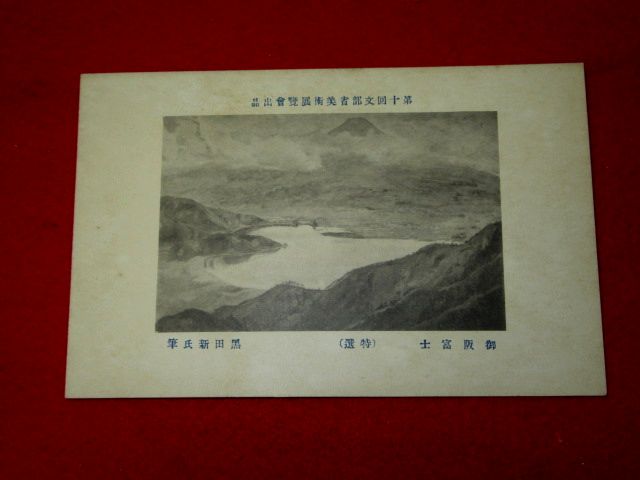 第十回文部省美術展覽會出品
御阪富士 (特選) 黑田新氏筆